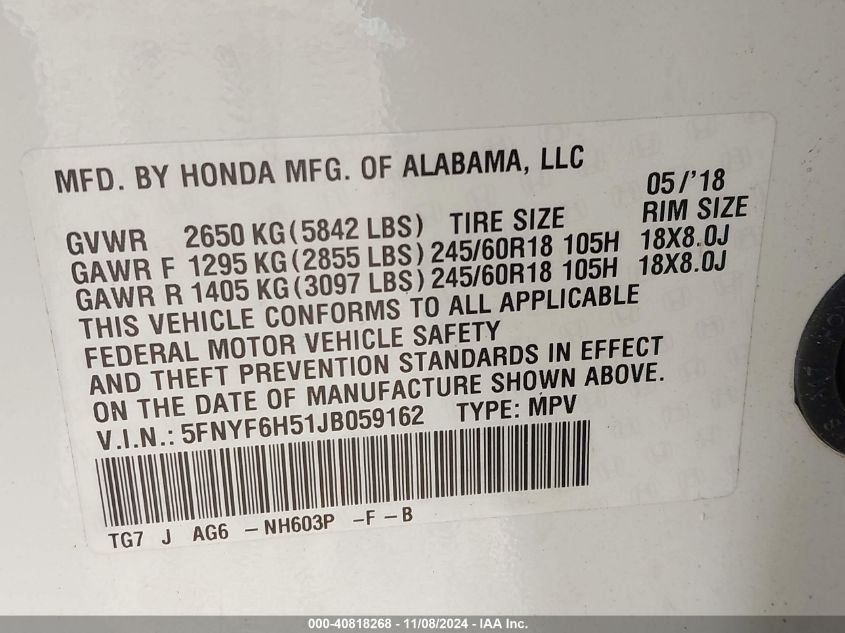 MFD. BY HONDA MFG. OF ALABAMA, LLC
05/'18
GVWR 2650 KG (5842 LBS) TIRE SIZE RIM SIZE
GAWR F 1295 KG (2855 LBS) 245/60R18 105H 18X8.0J
GAWR R 1405 KG (3097 LBS) 245/60R18 105H 18X8.0J
THIS VEHICLE CONFORMS TO ALL APPLICABLE
FEDERAL MOTOR VEHICLE SAFETY
AND THEFT PREVENTION STANDARDS IN EFFECT
ON THE DATE OF MANUFACTURE SHOWN ABOVE.
V.I.N.: 5FNYF6H51JB059162 TYPE: MPV
TG7 J AG6 -NH603P -F-B
000-40818268 - 11/08/2024 - IAA Inc.